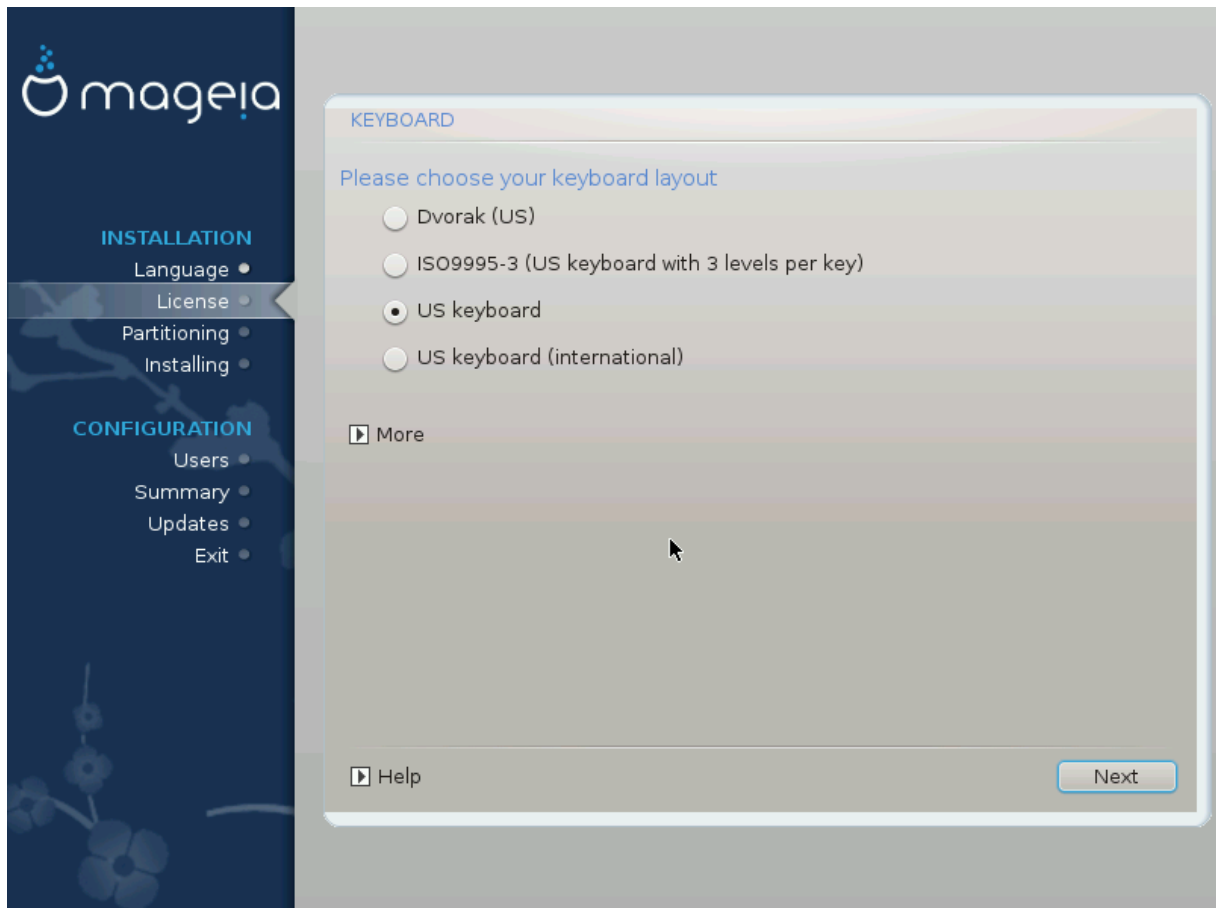 mageia
INSTALLATION
Language
License
Partitioning
Installing
CONFIGURATION
Users
Summary
Updates
Exit
KEYBOARD
Please choose your keyboard layout
Dvorak (US)
ISO9995-3 (US keyboard with 3 levels per key)
US keyboard
US keyboard (international)
More
Help
Next